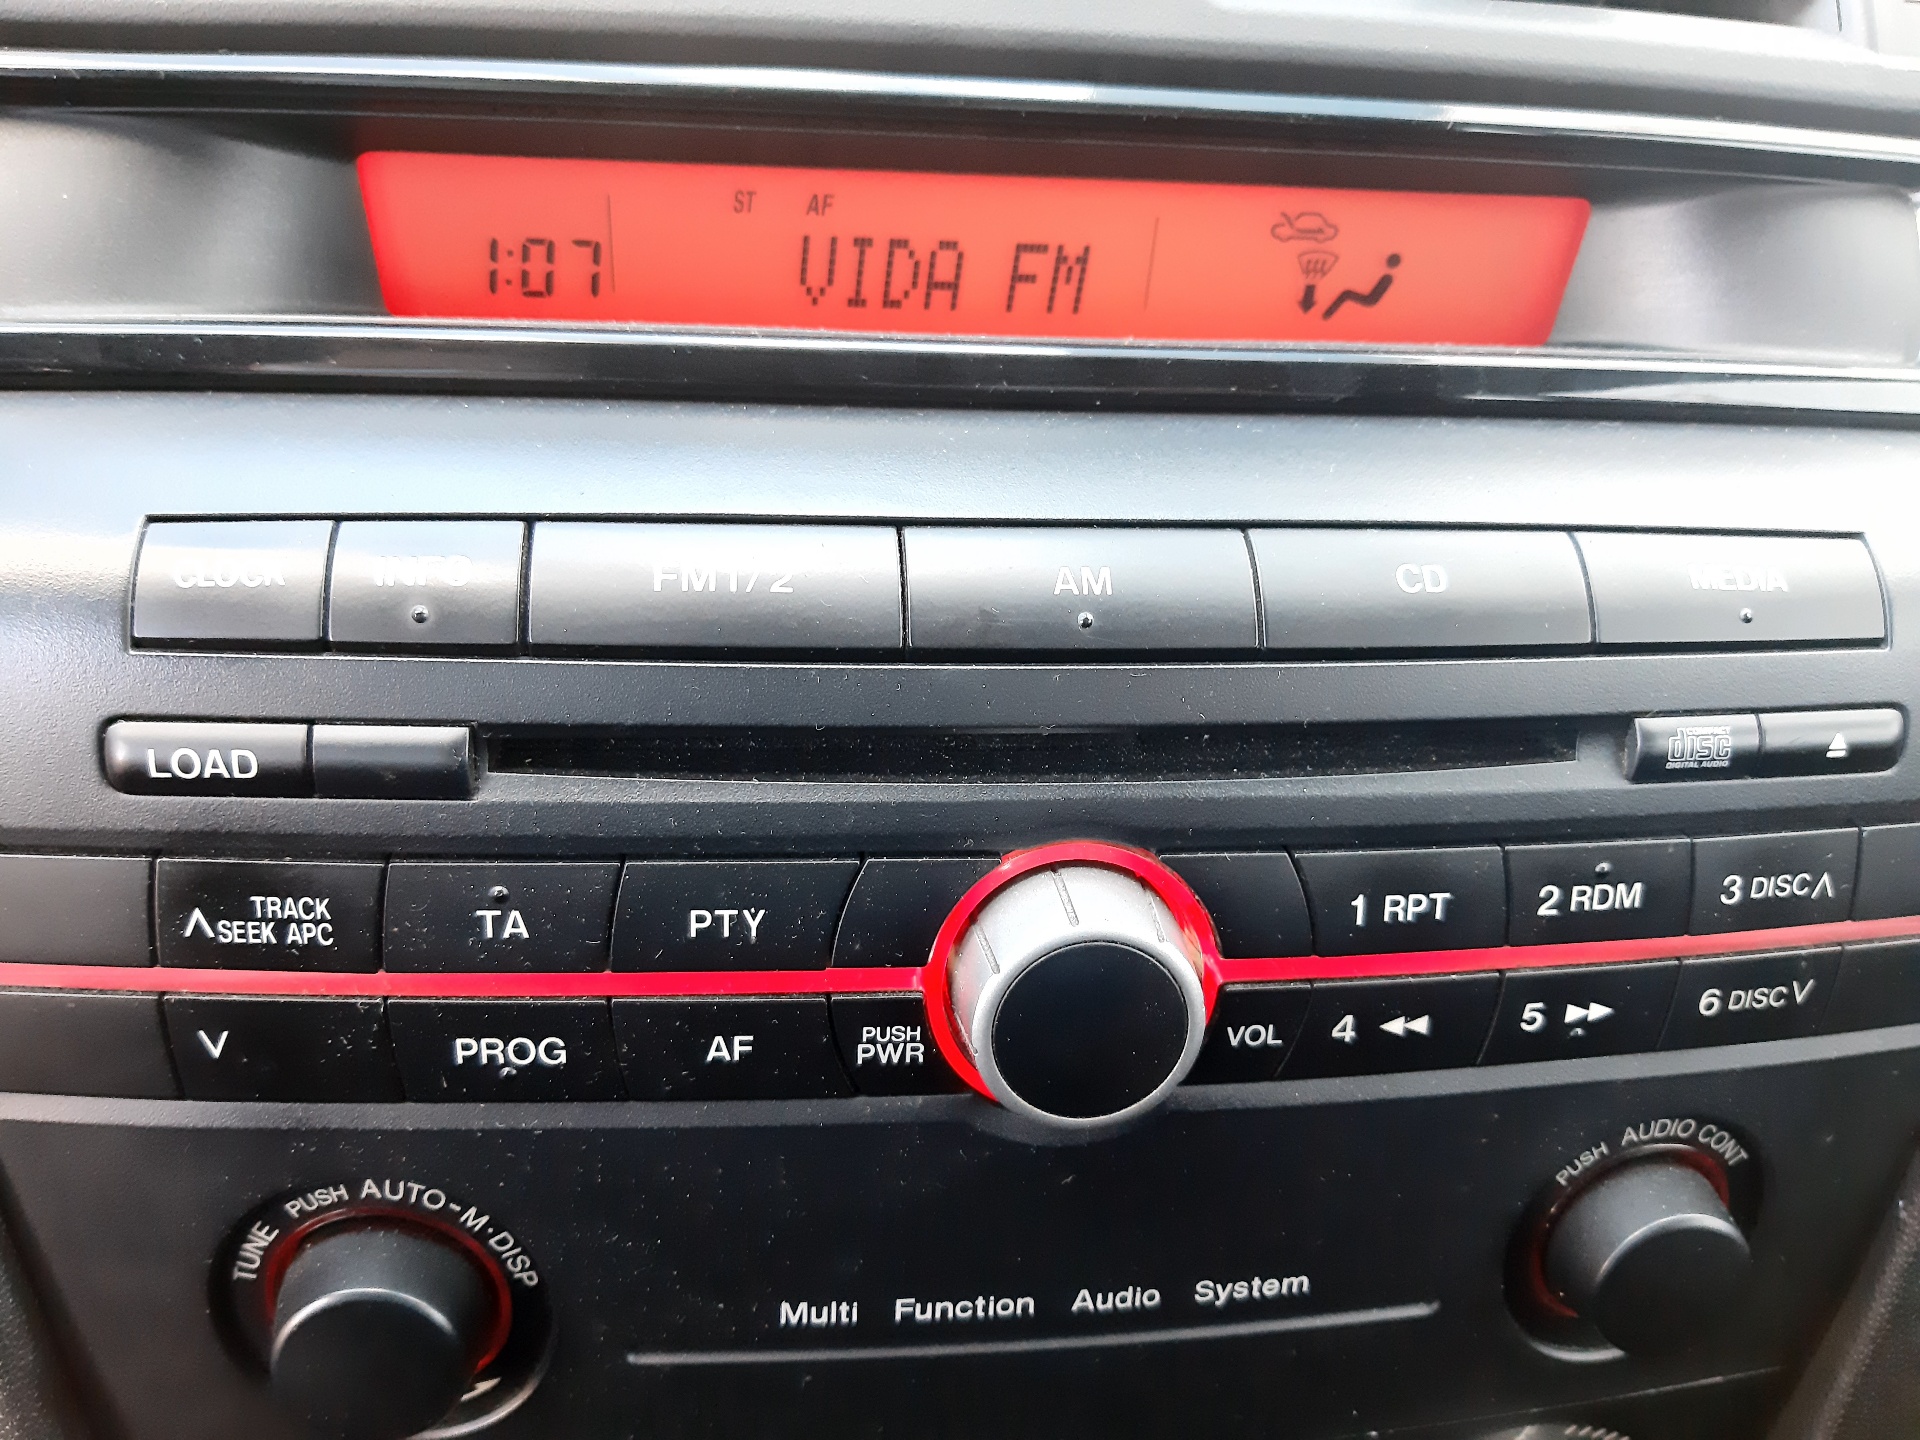 ST AF
1:07 VIDA FM
CLOCK INFO FM1/2 AM CD MEDIA
LOAD
COMPACT
disc
DIGITAL AUDIO
TRACK
SEEK APC
TA PTY
1 RPT 2 RDM 3 DISC
PROG AF
PUSH
PWR
VOL 4 5 6 DISC
TUNE PUSH AUTO-M·DISP
PUSH AUDIO CONT
Multi Function Audio System